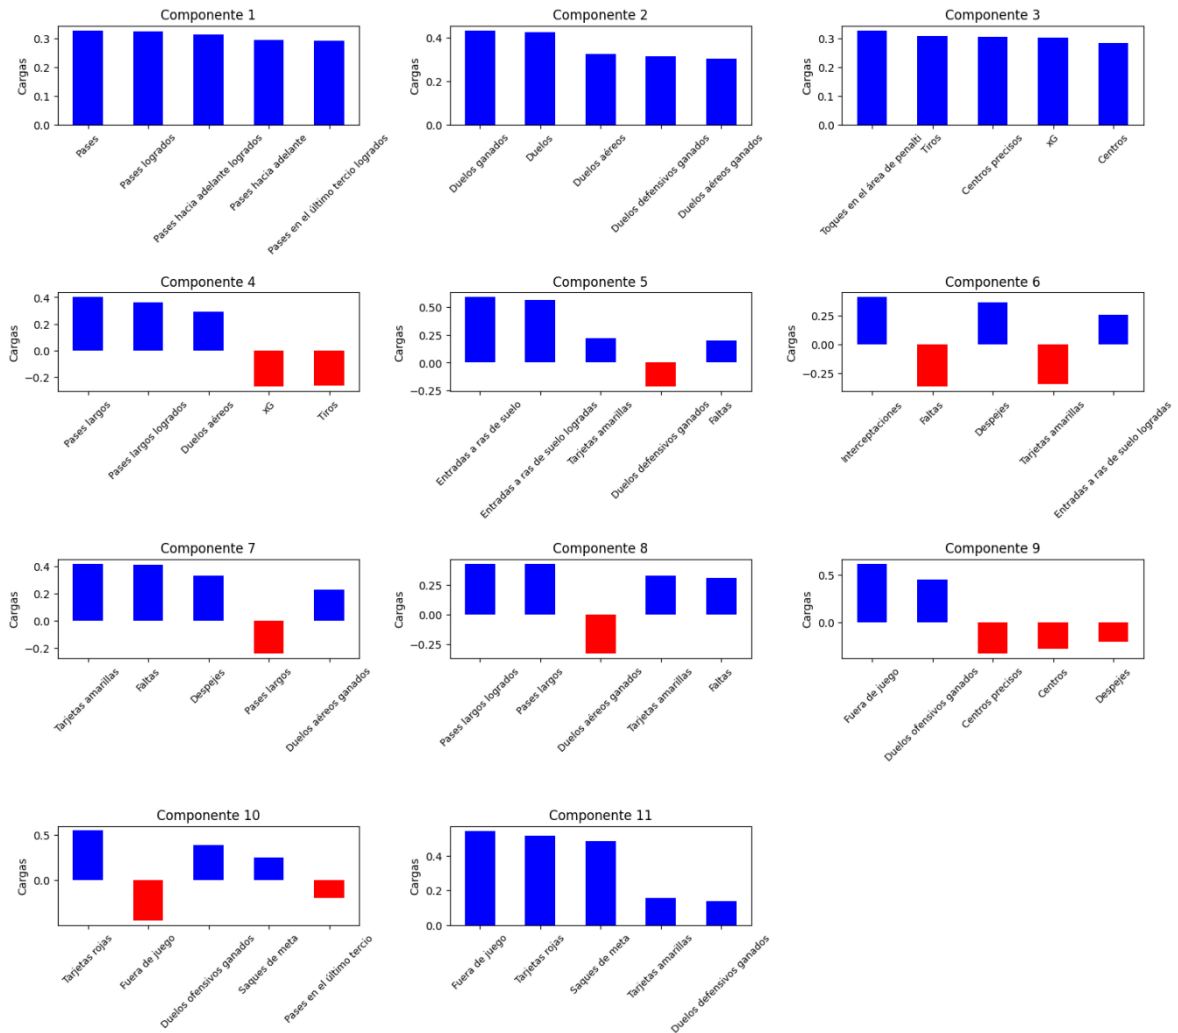 Componente 1
Cargas
0.3
0.2
0.1
0.0
Pases
Pases logrados
Pases hacia adelante logrados
Pases hacia adelante
Pases en el último tercio logrados
Componente 2
Cargas
0.4
0.2
0.0
Duelos ganados
Duelos
Duelos aéreos
Duelos defensivos ganados
Duelos aéreos ganados
Componente 3
Cargas
0.3
0.2
0.1
0.0
Toques en el área de penalti
Tiros
Centros precisos
xG
Centros
Componente 4
Cargas
0.4
0.2
0.0
−0.2
Pases largos
Pases largos logrados
Duelos aéreos
xG
Tiros
Componente 5
Cargas
0.50
0.25
0.00
−0.25
Entradas a ras de suelo
Entradas a ras de suelo logradas
Tarjetas amarillas
Duelos defensivos ganados
Faltas
Componente 6
Cargas
0.25
0.00
−0.25
Interceptaciones
Faltas
Despejes
Tarjetas amarillas
Entradas a ras de suelo logradas
Componente 7
Cargas
0.4
0.2
0.0
−0.2
Tarjetas amarillas
Faltas
Despejes
Pases largos
Duelos aéreos ganados
Componente 8
Cargas
0.25
0.00
−0.25
Pases largos logrados
Pases largos
Duelos aéreos ganados
Tarjetas amarillas
Faltas
Componente 9
Cargas
0.5
0.0
Fuera de juego
Duelos ofensivos ganados
Centros precisos
Centros
Despejes
Componente 10
Cargas
0.5
0.0
Tarjetas rojas
Fuera de juego
Duelos ofensivos ganados
Saques de meta
Pases en el último tercio
Componente 11
Cargas
0.4
0.2
0.0
Fuera de juego
Tarjetas rojas
Saques de meta
Tarjetas amarillas
Duelos defensivos ganados